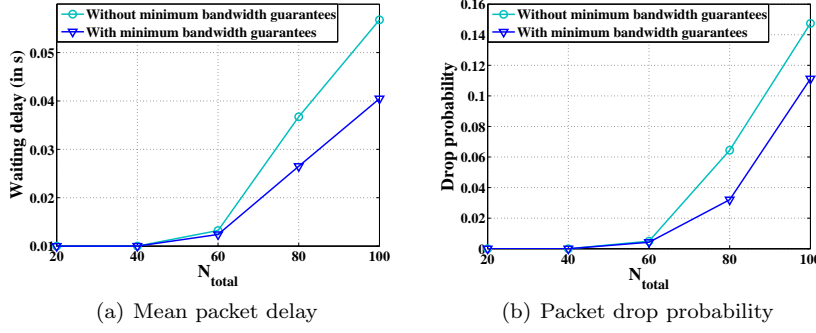 Without minimum bandwidth guarantees
With minimum bandwidth guarantees
Waiting delay (in s)
0.05
0.04
0.03
0.02
0.01
20
40
60
80
100
N_total
(a) Mean packet delay
0.16
Without minimum bandwidth guarantees
With minimum bandwidth guarantees
Drop probability
0.14
0.12
0.1
0.08
0.06
0.04
0.02
0
20
40
60
80
100
N_total
(b) Packet drop probability